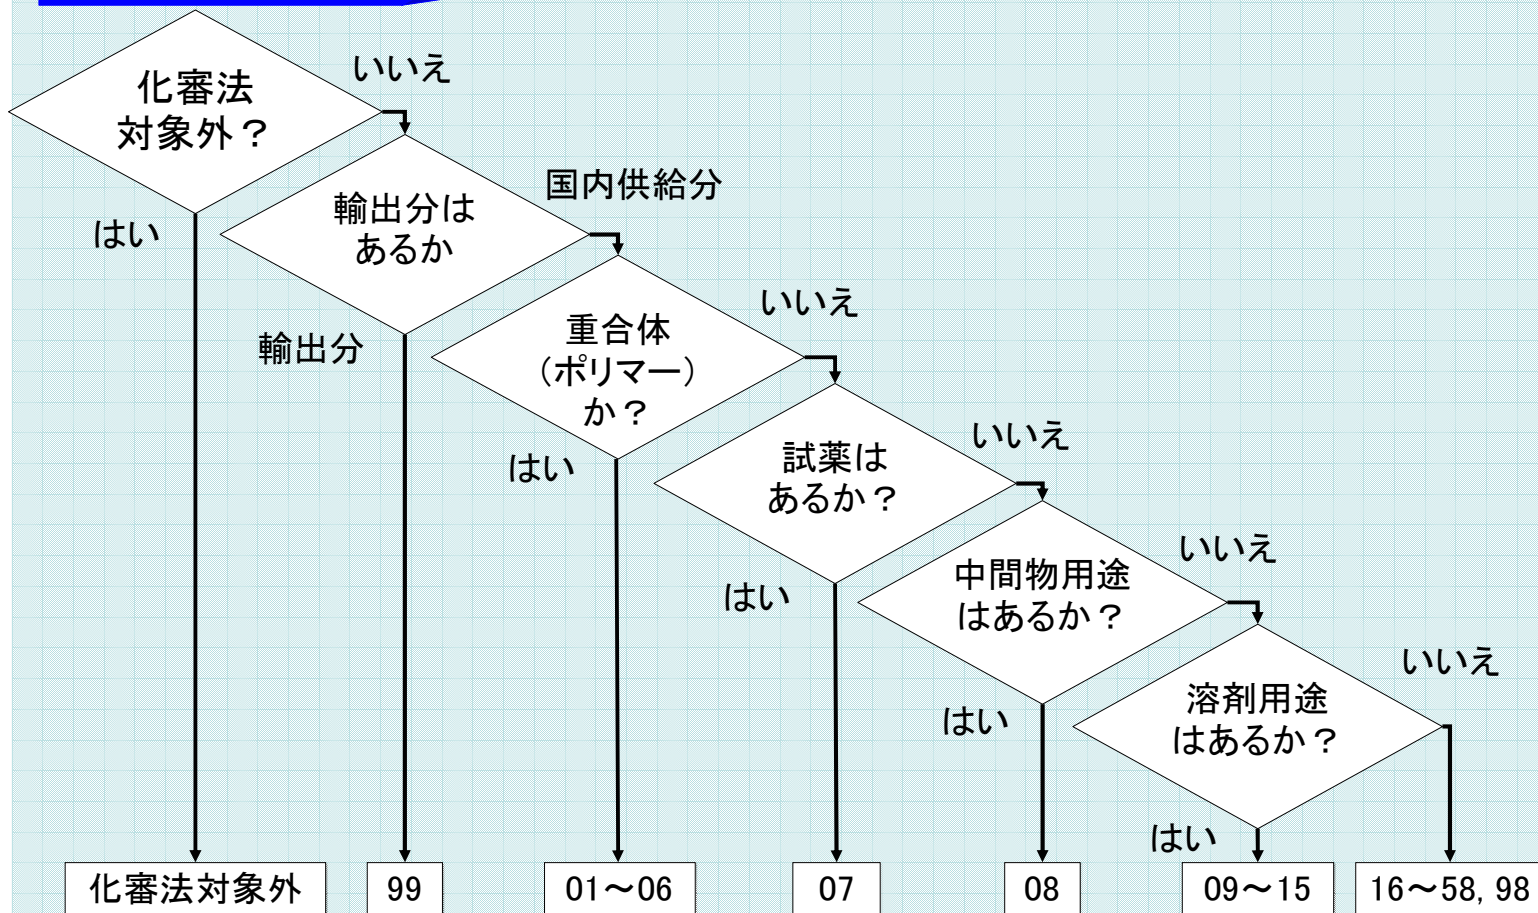 化審法
対象外？
いいえ
はい
輸出分は
あるか
国内供給分
輸出分
重合体
（ポリマー）
か？
いいえ
はい
試薬は
あるか？
いいえ
はい
中間物用途
はあるか？
いいえ
はい
溶剤用途
はあるか？
いいえ
はい
化審法対象外
99
01～06
07
08
09～15
16～58, 98